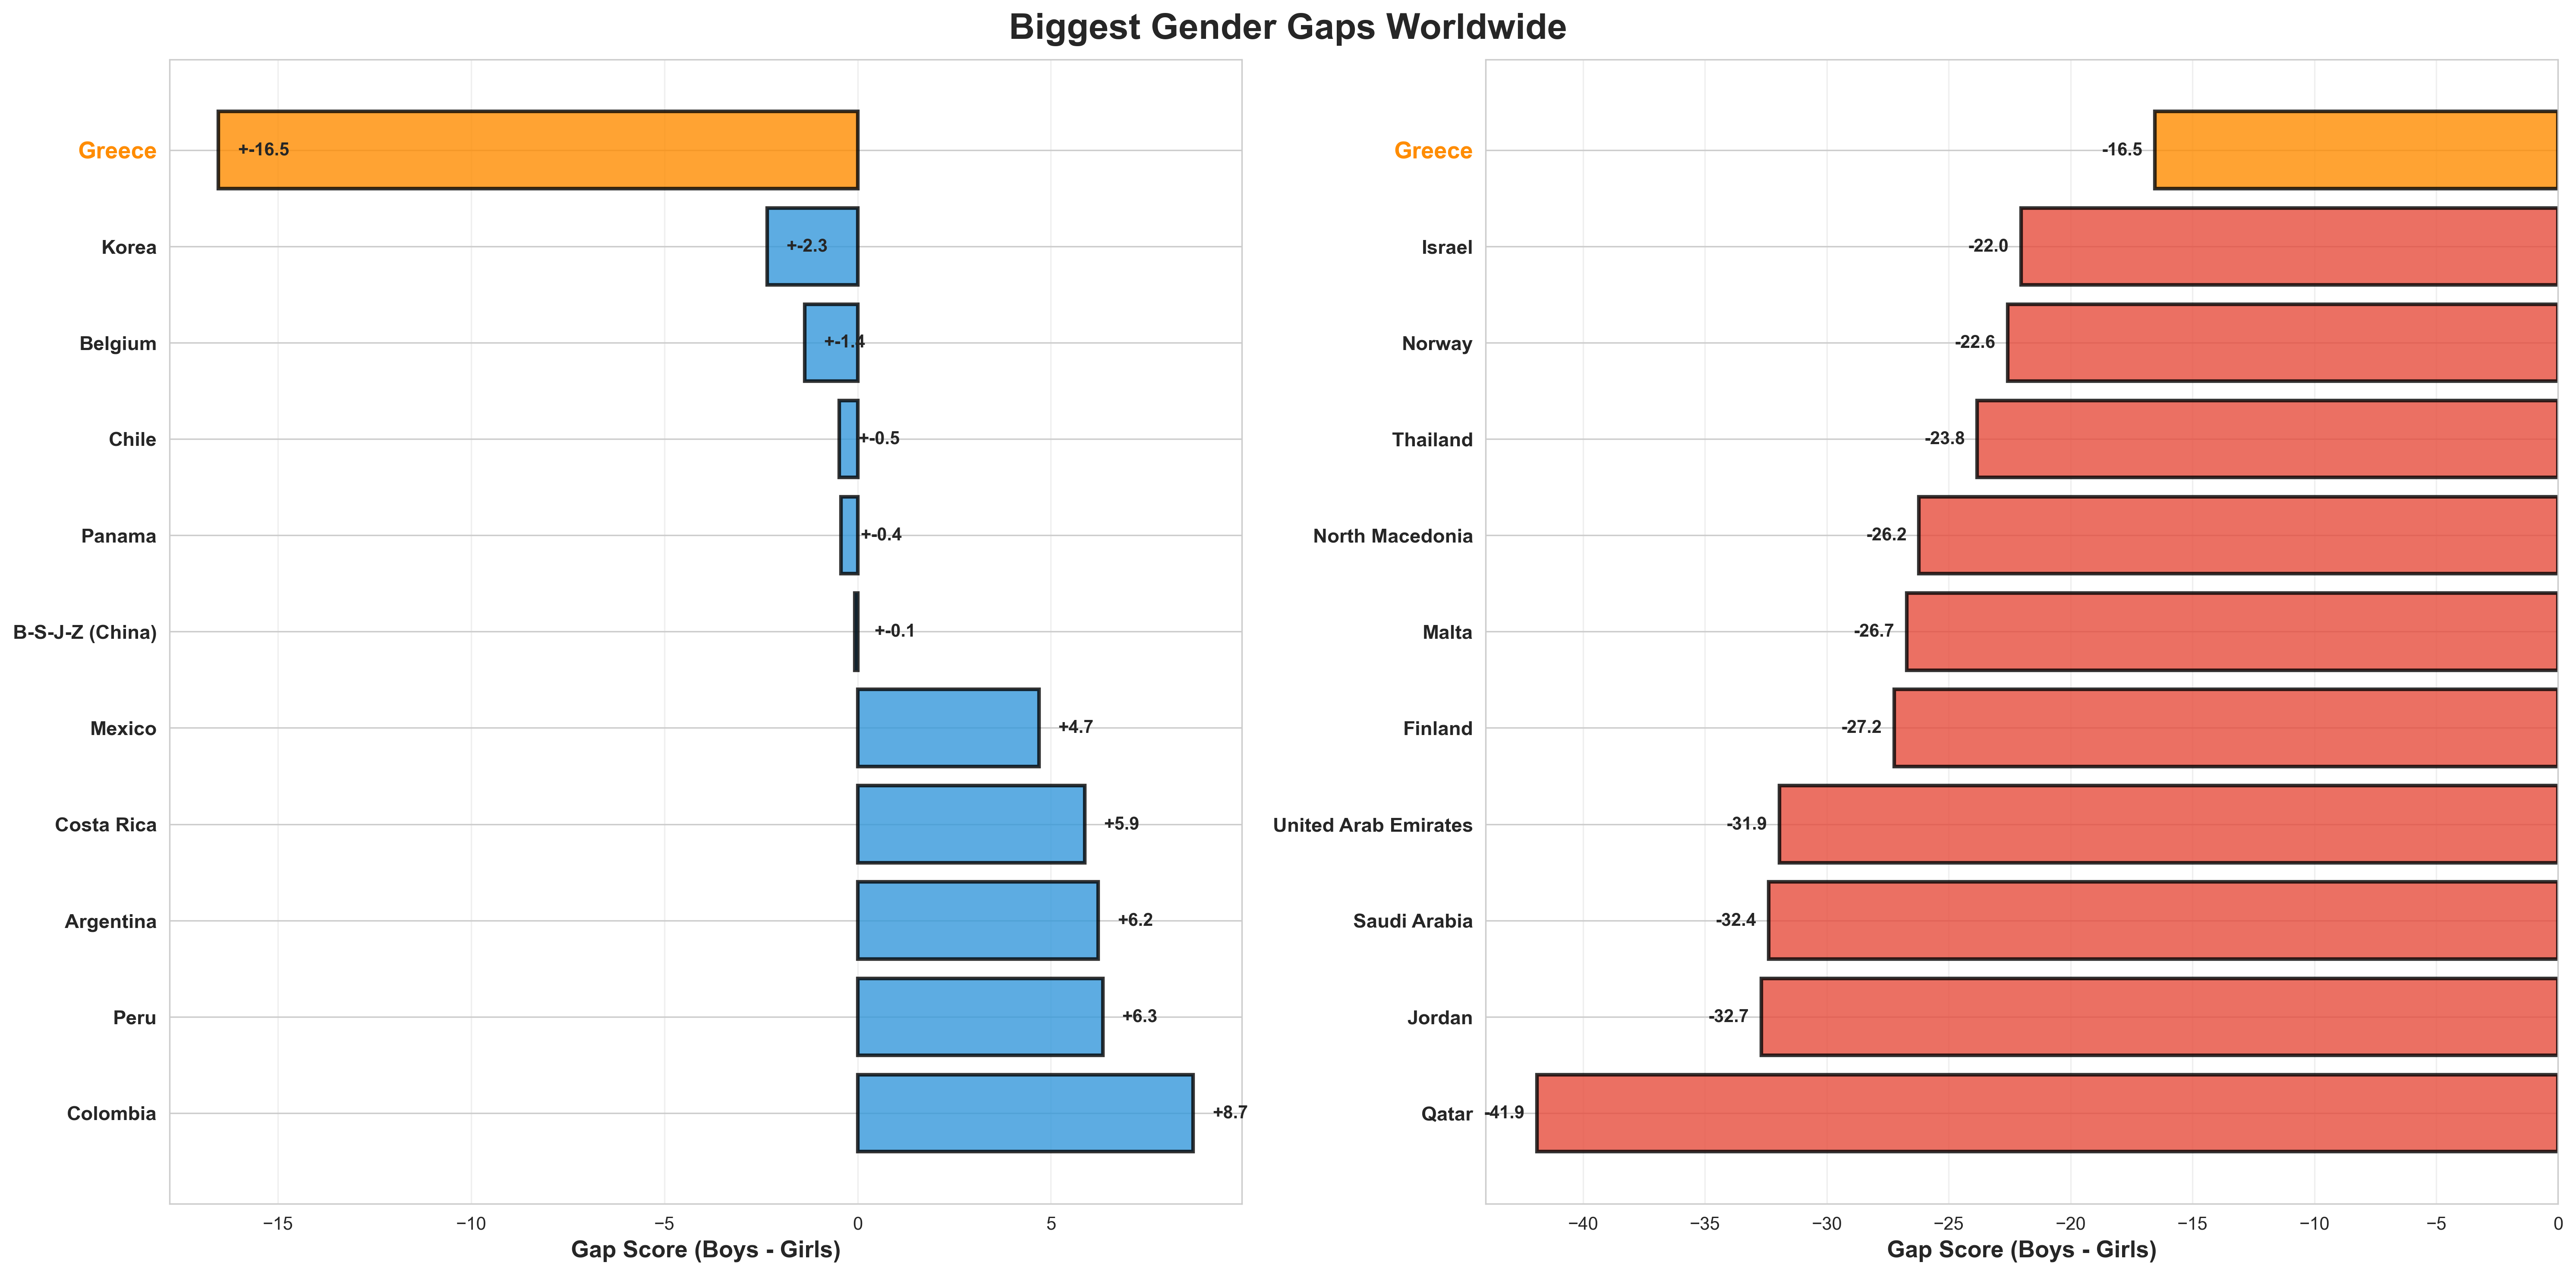 Biggest Gender Gaps Worldwide
Greece
+-16.5
Korea
+-2.3
Belgium
+-1.4
Chile
+-0.5
Panama
+-0.4
B-S-J-Z (China)
+-0.1
Mexico
+4.7
Costa Rica
+5.9
Argentina
+6.2
Peru
+6.3
Colombia
+8.7
−15 −10 −5 0 5
Gap Score (Boys - Girls)
Greece
-16.5
Israel
-22.0
Norway
-22.6
Thailand
-23.8
North Macedonia
-26.2
Malta
-26.7
Finland
-27.2
United Arab Emirates
-31.9
Saudi Arabia
-32.4
Jordan
-32.7
Qatar
-41.9
−40 −35 −30 −25 −20 −15 −10 −5 0
Gap Score (Boys - Girls)